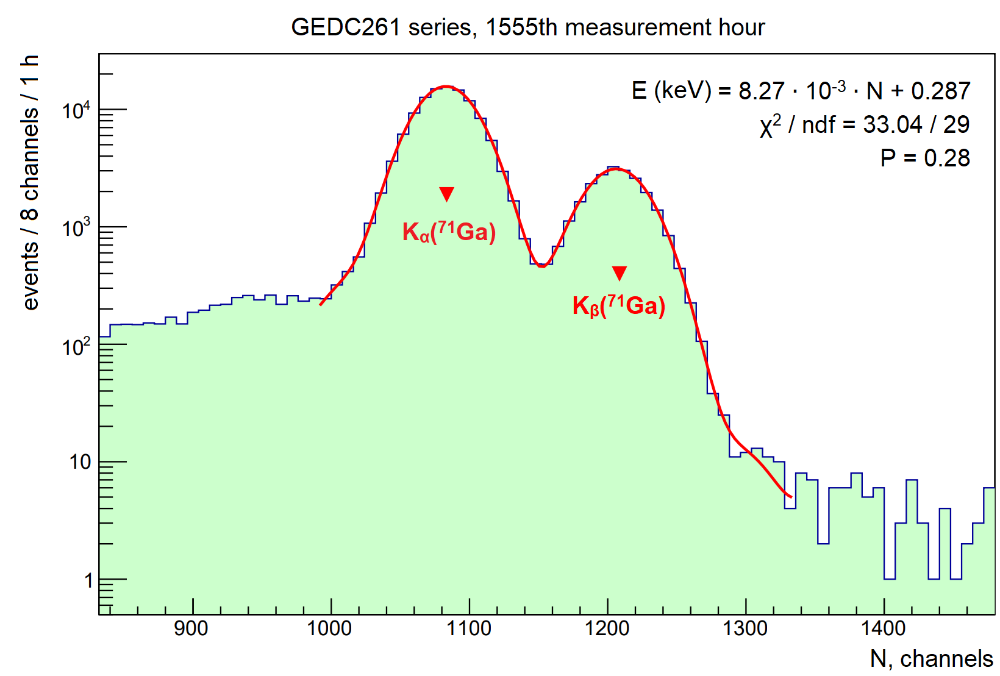 GEDC261 series, 1555th measurement hour
events / 8 channels / 1 h
E (keV) = 8.27 · 10⁻³ · N + 0.287
χ² / ndf = 33.04 / 29
P = 0.28
10⁴
10³
10²
10
1
Kα(⁷¹Ga)
Kᵦ(⁷¹Ga)
900 1000 1100 1200 1300 1400
N, channels